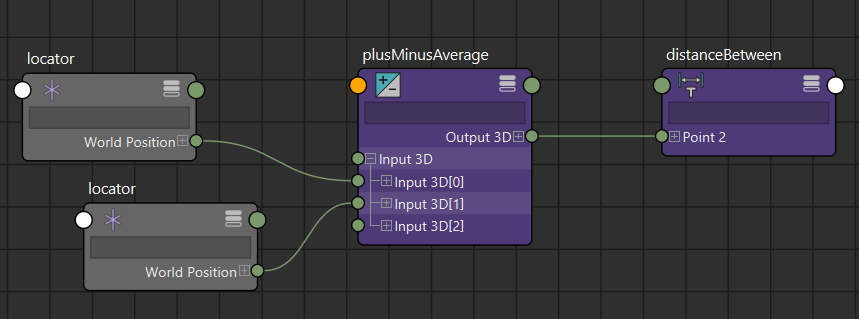 locator
World Position
locator
World Position
plusMinusAverage
Output 3D
Input 3D
Input 3D[0]
Input 3D[1]
Input 3D[2]
distanceBetween
T
Point 2